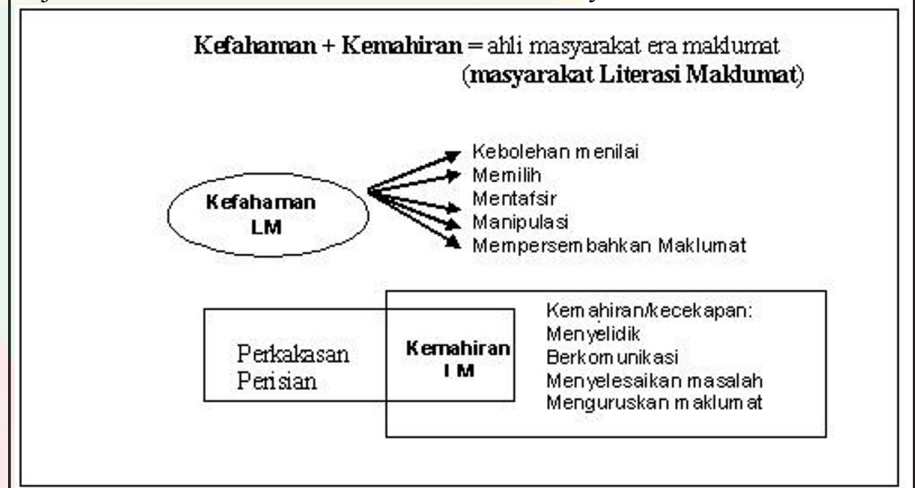 Kefahaman + Kemahiran = ahli masyarakat era maklumat
(masyarakat Literasi Maklumat)
Kebolehan menilai
Memilih
Mentafsir
Manipulasi
Mempersembahkan Maklumat
Kefahaman
LM
Perkakasan
Perisian
Kemahiran
LM
Kemahiran/kecekapan:
Menyelidik
Berkomunikasi
Menyelesaikan masalah
Menguruskan maklumat